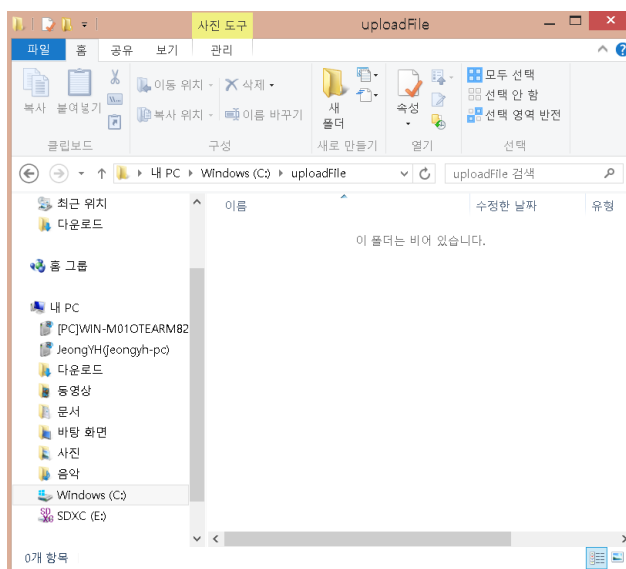 사진 도구
uploadFile
파일
홈
공유
보기
관리
복사
붙여넣기
이동 위치
삭제
복사 위치
이름 바꾸기
새
폴더
속성
모두 선택
선택 안 함
선택 영역 반전
클립보드
구성
새로 만들기
열기
선택
내 PC
Windows (C:)
uploadFile
uploadFile 검색
최근 위치
다운로드
홈 그룹
내 PC
[PC]WIN-M01OTEARM82
JeongYH(jeongyh-pc)
다운로드
동영상
문서
바탕 화면
사진
음악
Windows (C:)
SDXC (E:)
이름
수정한 날짜
유형
이 폴더는 비어 있습니다.
0개 항목